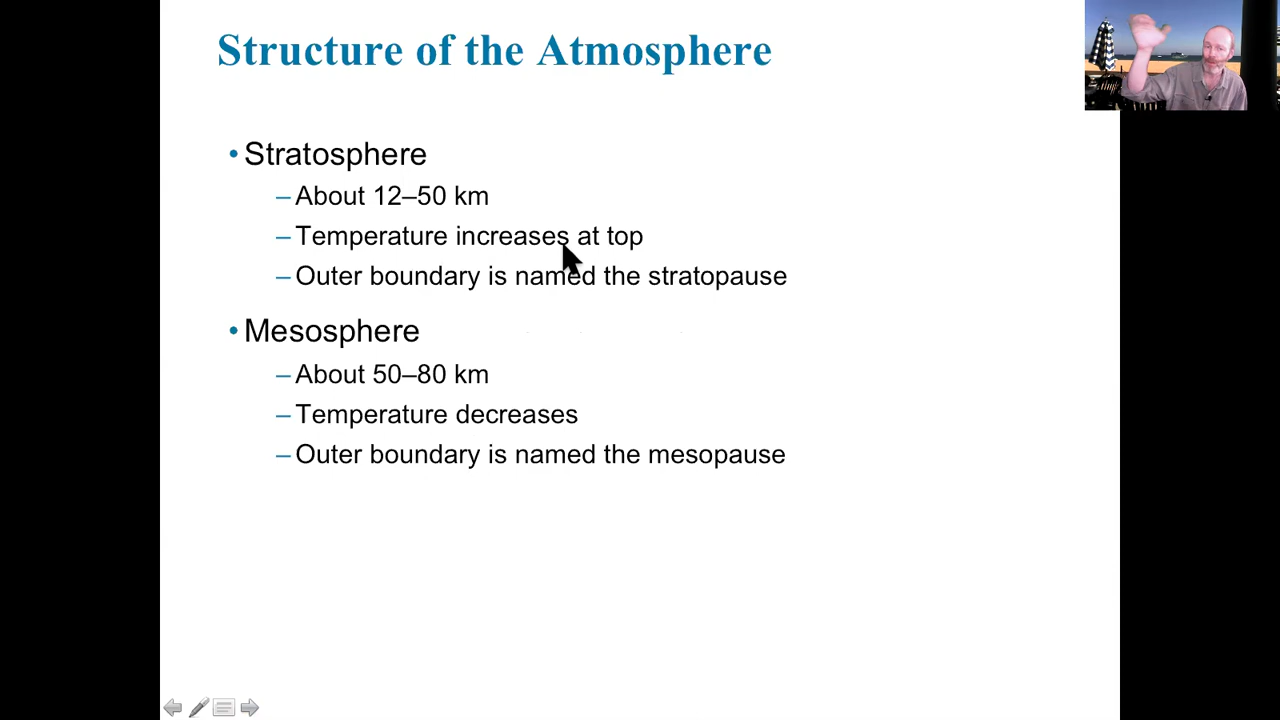 Structure of the Atmosphere
• Stratosphere
– About 12–50 km
– Temperature increases at top
– Outer boundary is named the stratopause
• Mesosphere
– About 50–80 km
– Temperature decreases
– Outer boundary is named the mesopause